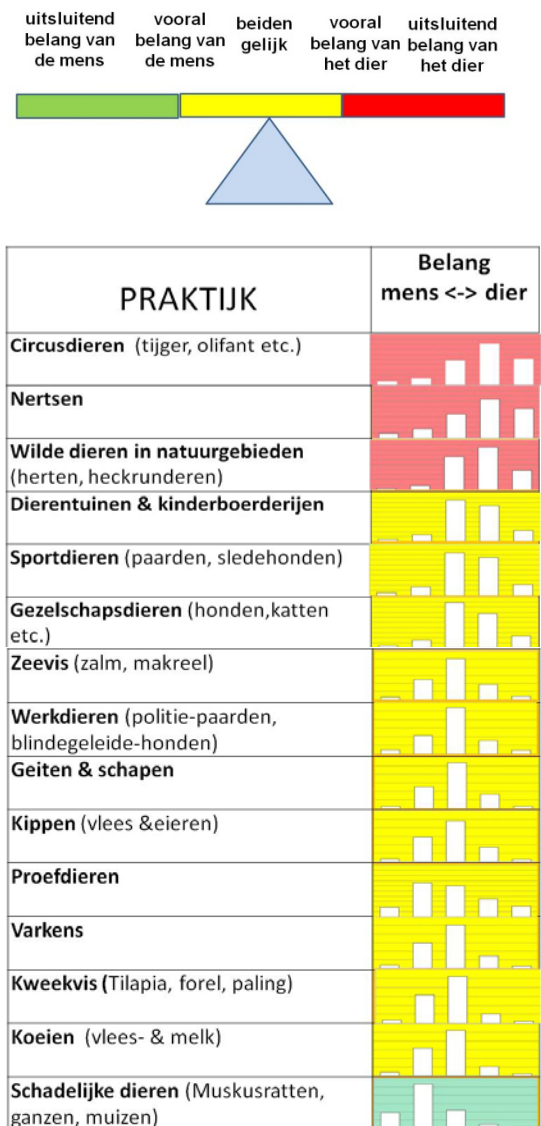 uitsluitend belang van de mens
vooral belang van de mens
beiden gelijk
vooral belang van het dier
uitsluitend belang van het dier
PRAKTIJK
Belang
mens <-> dier
Circusdieren (tijger, olifant etc.)
Nertsen
Wilde dieren in natuurgebieden
(herten, heckrunderen)
Dierentuinen & kinderboerderijen
Sportdieren (paarden, sledehonden)
Gezelschapsdieren (honden,katten
etc.)
Zeevis (zalm, makreel)
Werkdieren (politie-paarden,
blindegeleide-honden)
Geiten & schapen
Kippen (vlees &eieren)
Proefdieren
Varkens
Kweekvis (Tilapia, forel, paling)
Koeien (vlees- & melk)
Schadelijke dieren (Muskusratten,
ganzen, muizen)